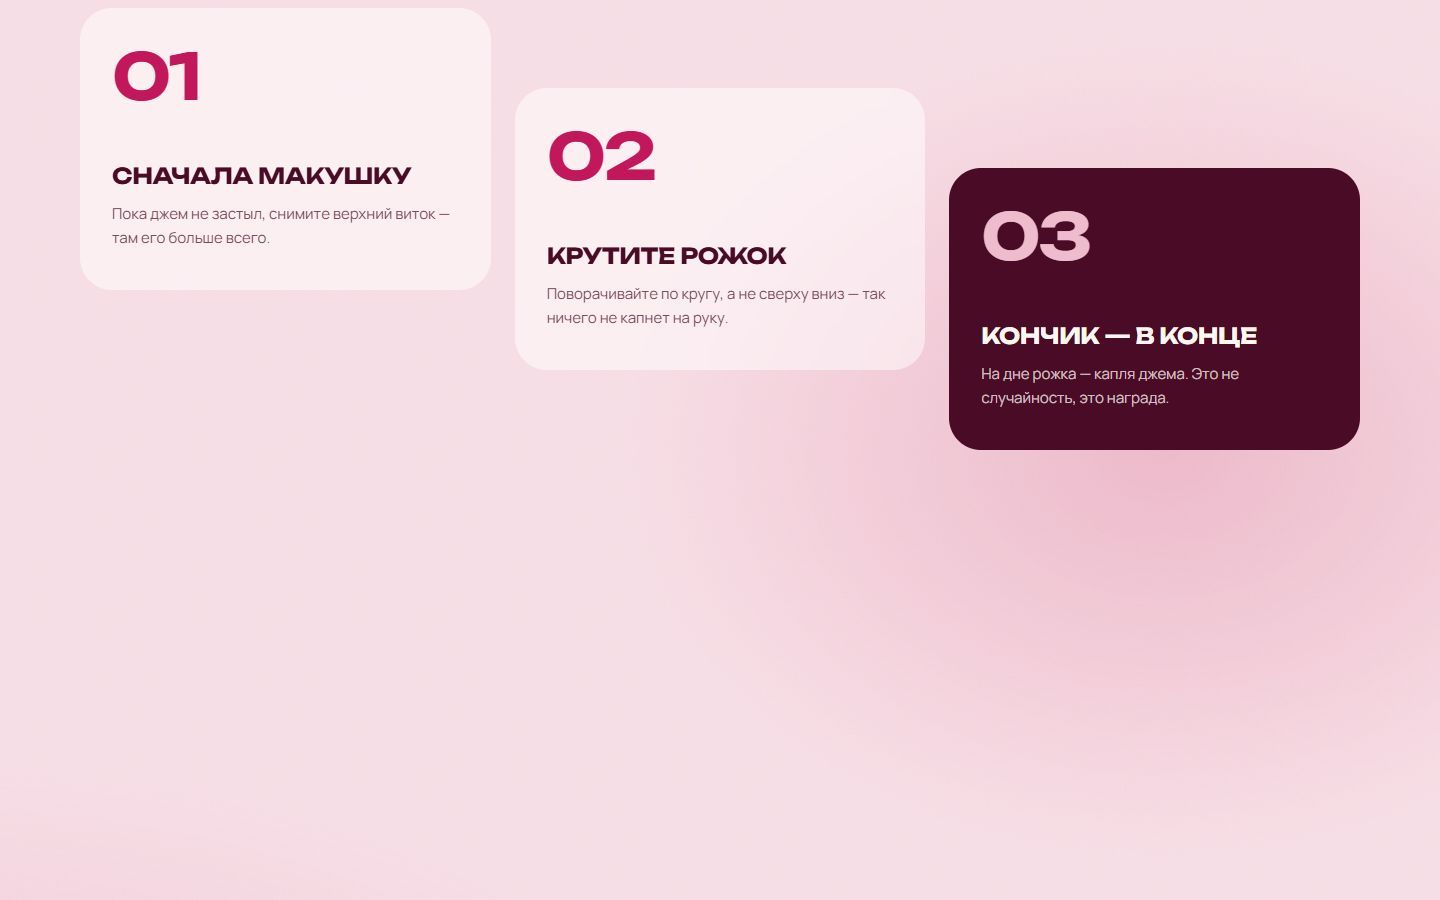 01
СНАЧАЛА МАКУШКУ
Пока джем не застыл, снимите верхний виток —
там его больше всего.
02
КРУТИТЕ РОЖОК
Поворачивайте по кругу, а не сверху вниз — так
ничего не капнет на руку.
03
КОНЧИК — В КОНЦЕ
На дне рожка — капля джема. Это не
случайность, это награда.